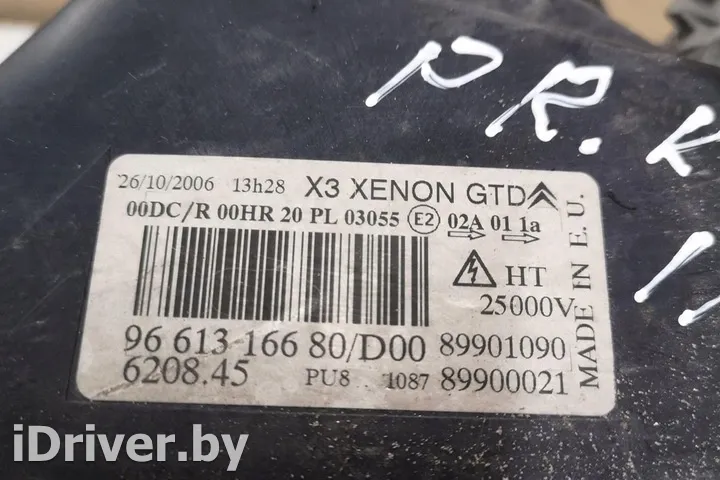 PR. K
26/10/2006 13h28 X3 XENON GTD
00DC/R 00HR 20 PL 03055 E2 02A 01 1a
HT
25000V
96 613 166 80/D00 89901090
6208.45 PU8 1087 89900021
MADE IN E. U.
iDriver.by